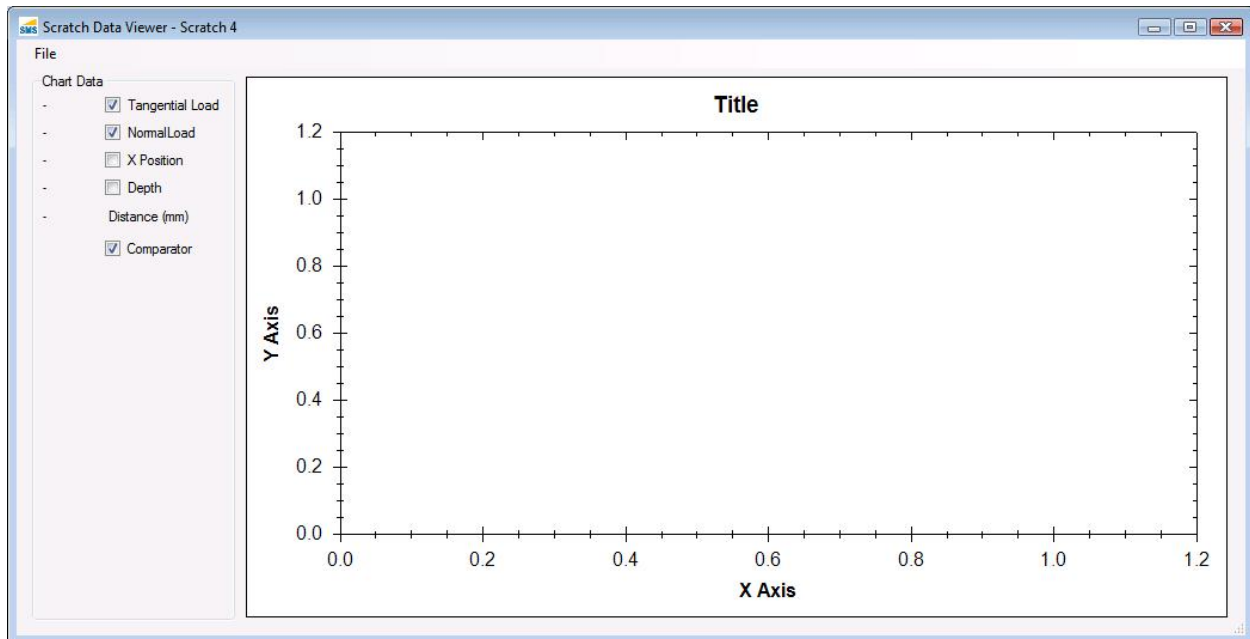 SMS Scratch Data Viewer - Scratch 4
File
Chart Data
- Tangential Load
- NormalLoad
- X Position
- Depth
- Distance (mm)
Comparator
Title
1.2
1.0
0.8
0.6
0.4
0.2
0.0
Y Axis
0.0 0.2 0.4 0.6 0.8 1.0 1.2
X Axis